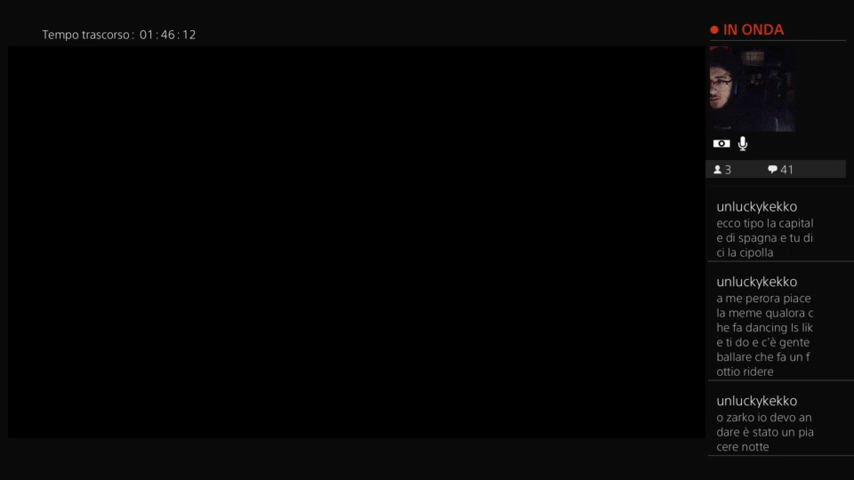 Tempo trascorso: 01:46:12
IN ONDA
3 41
unluckykekko
ecco tipo la capital
e di spagna e tu di
ci la cipolla
unluckykekko
a me perora piace
la meme qualora c
he fa dancing ls lik
e ti do e c'è gente
ballare che fa un f
ottio ridere
unluckykekko
o zarko io devo an
dare è stato un pia
cere notte